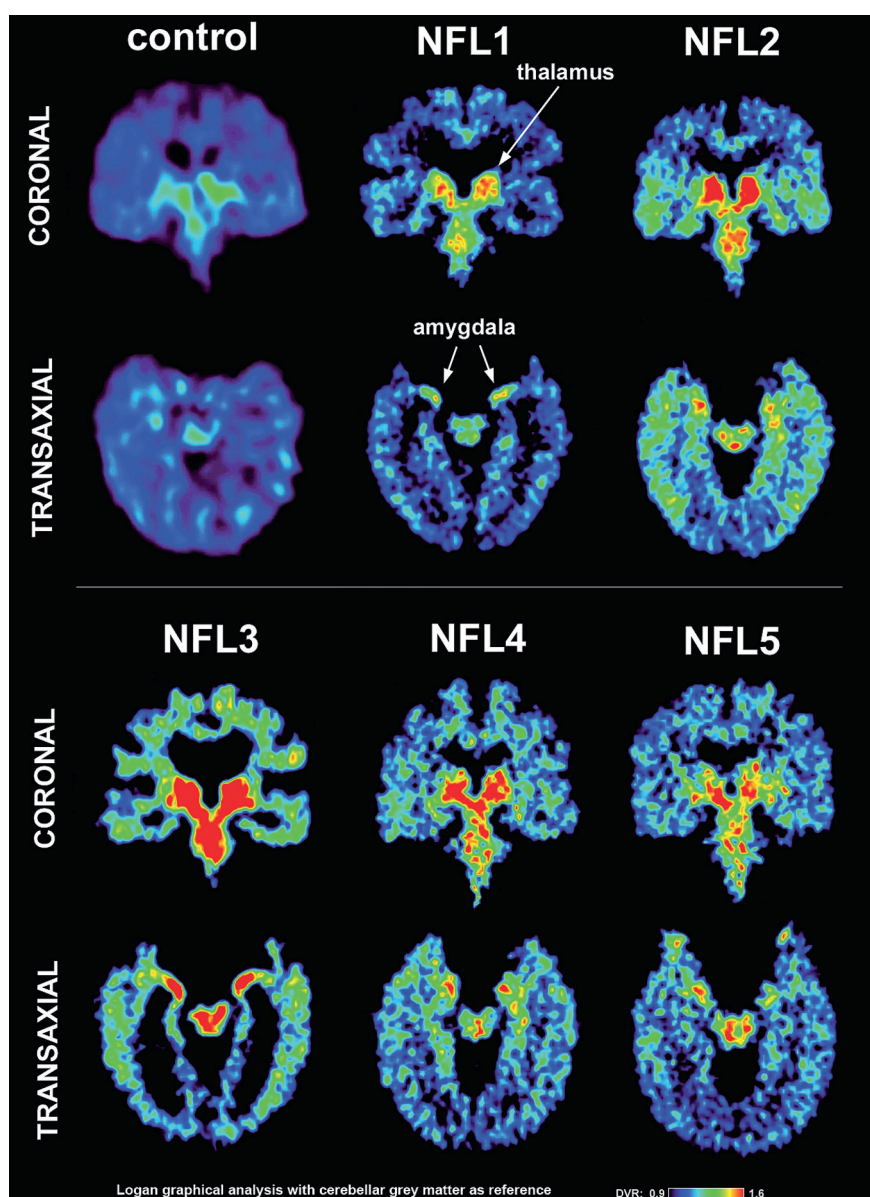 control NFL1 NFL2
thalamus
CORONAL
amygdala
TRANSAXIAL
NFL3 NFL4 NFL5
CORONAL
TRANSAXIAL
Logan graphical analysis with cerebellar grey matter as reference DVR: 0.9 1.6